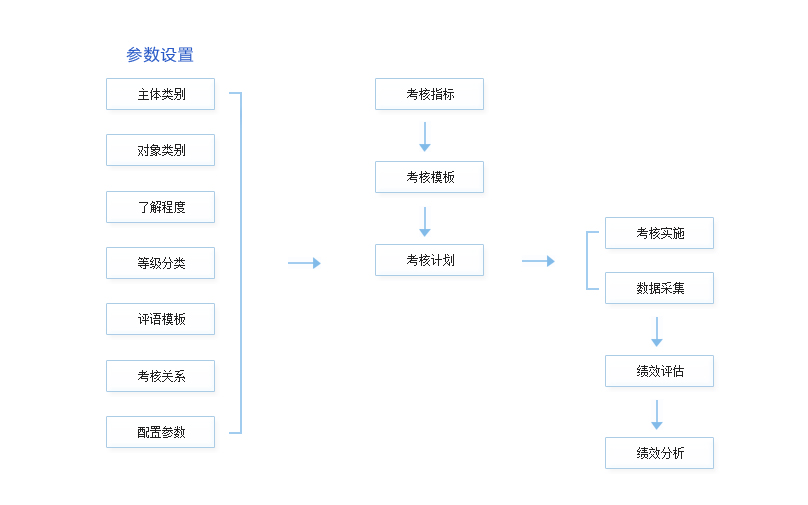 参数设置
主体类别
对象类别
了解程度
等级分类
评语模板
考核关系
配置参数
考核指标
考核模板
考核计划
考核实施
数据采集
绩效评估
绩效分析